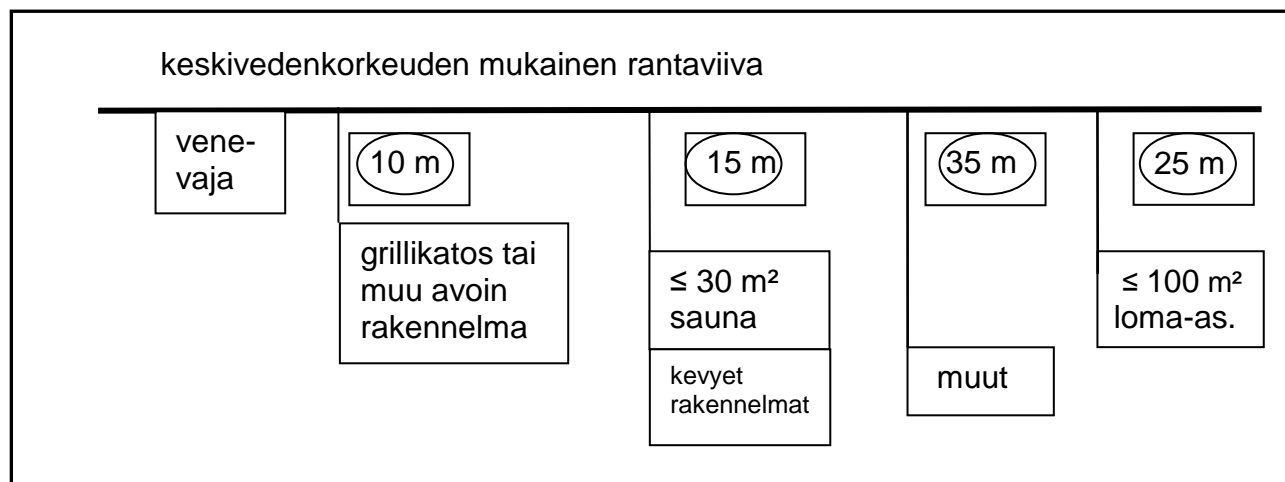 keskivedenkorkeuden mukainen rantaviiva
vene-
vaja
10 m
15 m
35 m
25 m
grillikatos tai
muu avoin
rakennelma
≤ 30 m²
sauna
kevyet
rakennelmat
muut
≤ 100 m²
loma-as.